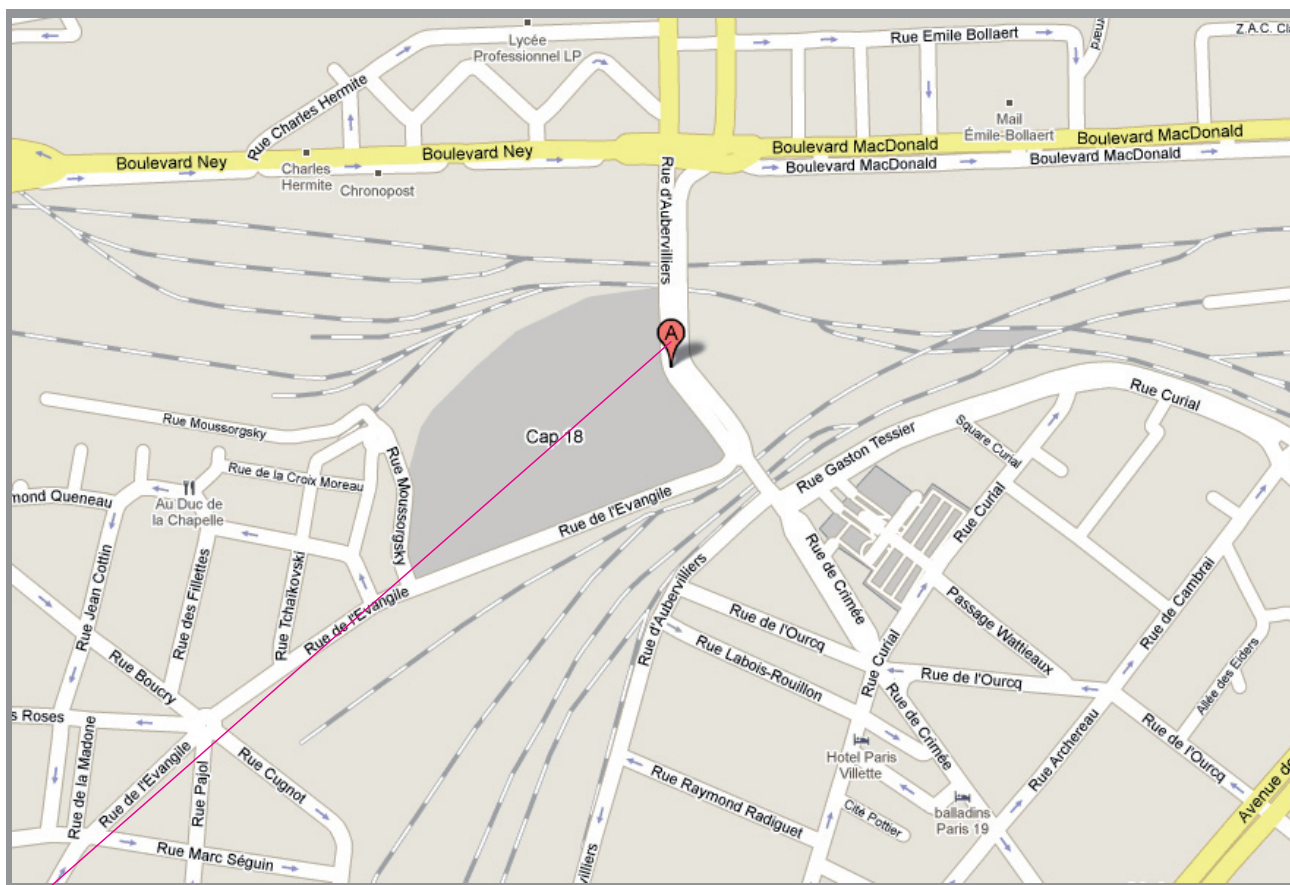 Lycée
Professionnel LP
Rue Emile Bollaert
Z.A.C.
Rue Charles Hermite
Mail
Émile-Bollaert
Boulevard Ney
Boulevard Ney
Boulevard MacDonald
Boulevard MacDonald
Boulevard MacDonald
Boulevard MacDonald
Charles
Hermite
Chronopost
Rue d'Aubervilliers
A
Rue Curial
Rue Moussorgsky
Cap 18
Square Curial
Rue Gaston Tessier
Rue de la Croix Moreau
Rue Moussorgsky
mond Queneau
Au Duc de
la Chapelle
Rue de l'Evangile
Rue Curial
Rue Jean Cottin
Rue des Fillettes
Rue Tchaïkovski
Rue de l'Evangile
Rue d'Aubervilliers
Rue de Crimée
Rue de Cambrai
Passage Wattieaux
Rue de l'Ourcq
Rue Labois-Rouillon
Rue Curial
Rue de l'Ourcq
Allée des Eiders
Rue Boucry
s Roses
Rue de Crimée
Rue de l'Ourcq
Rue de la Madone
Rue de l'Evangile
Rue Pajol
Rue Cugnot
Hotel Paris
Villette
Rue Archereau
Rue Raymond Radiguet
Cité Pottier
balladins
Paris 19
Avenue de
Rue Marc Séguin
villiers